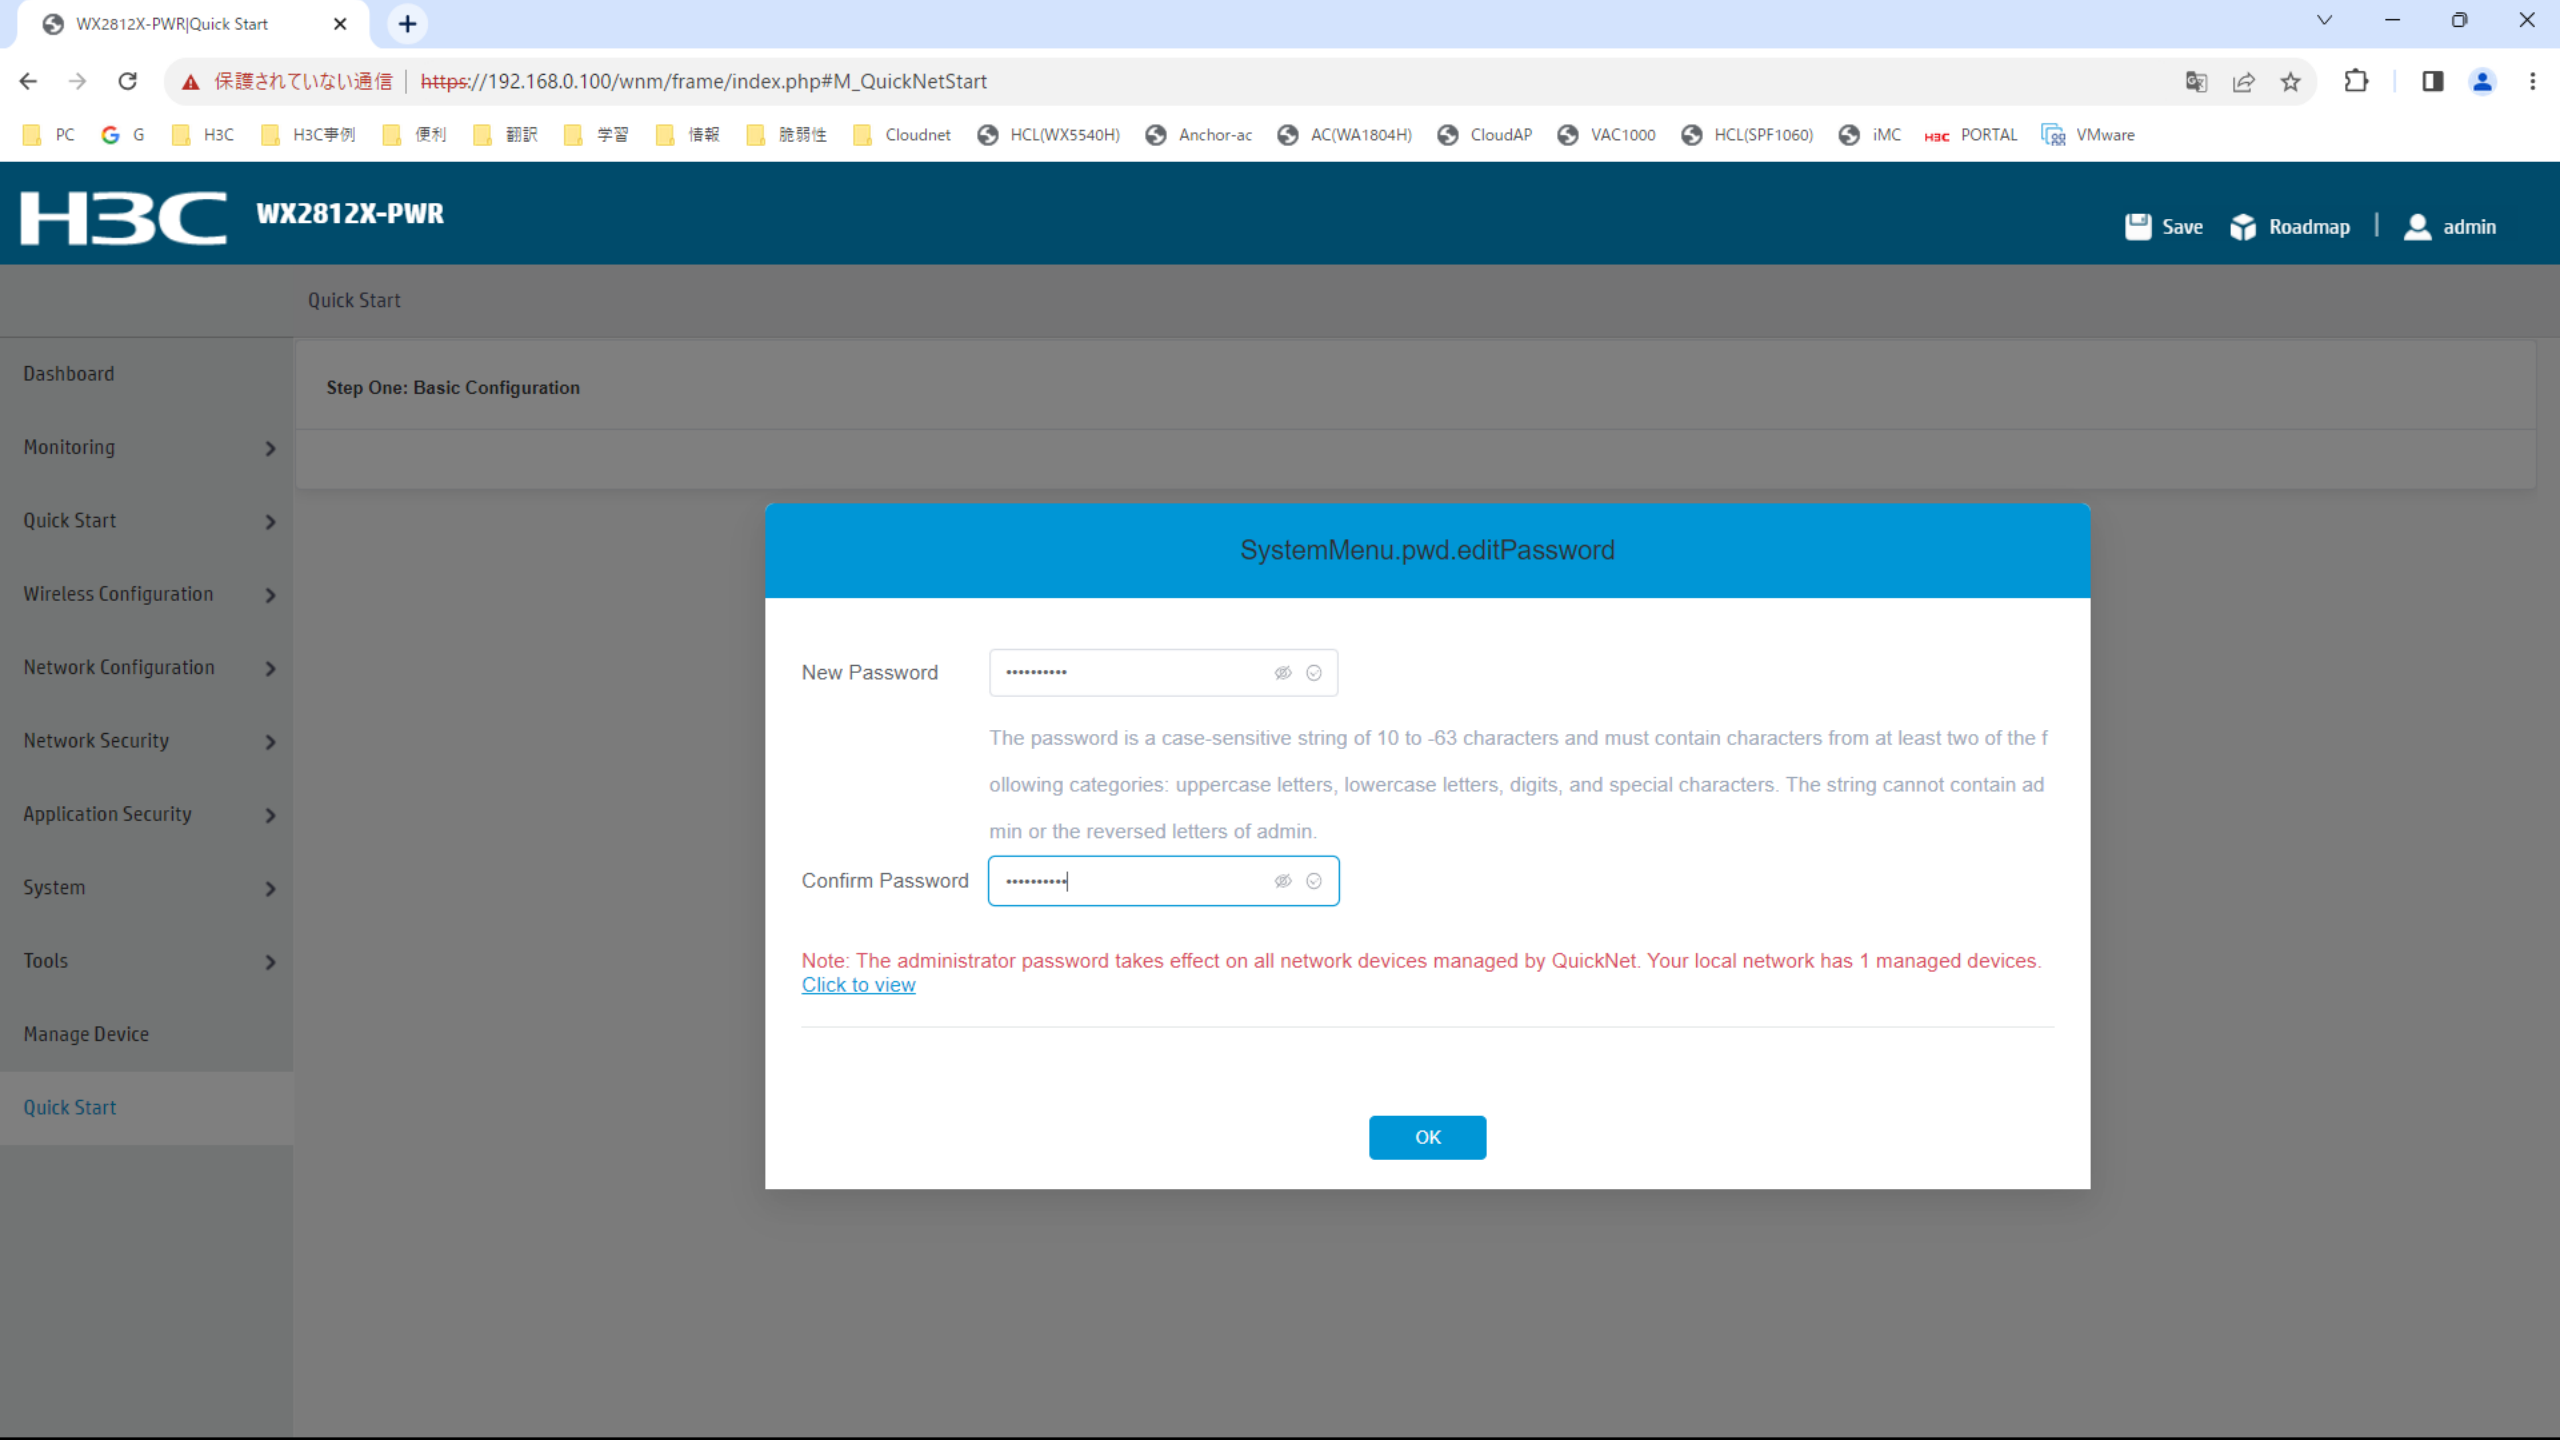 WX2812X-PWR|Quick Start
保護されていない通信 https://192.168.0.100/wnm/frame/index.php#M_QuickNetStart
PC G H3C H3C事例 便利 翻訳 学習 情報 脆弱性 Cloudnet HCL(WX5540H) Anchor-ac AC(WA1804H) CloudAP VAC1000 HCL(SPF1060) iMC H3C PORTAL VMware
H3C WX2812X-PWR Save Roadmap | admin
Quick Start
Dashboard
Step One: Basic Configuration
Monitoring
Quick Start
Wireless Configuration
Network Configuration
Network Security
Application Security
System
Tools
Manage Device
Quick Start
SystemMenu.pwd.editPassword
New Password ••••••••••
The password is a case-sensitive string of 10 to -63 characters and must contain characters from at least two of the f
ollowing categories: uppercase letters, lowercase letters, digits, and special characters. The string cannot contain ad
min or the reversed letters of admin.
Confirm Password ••••••••••
Note: The administrator password takes effect on all network devices managed by QuickNet. Your local network has 1 managed devices.
Click to view
OK